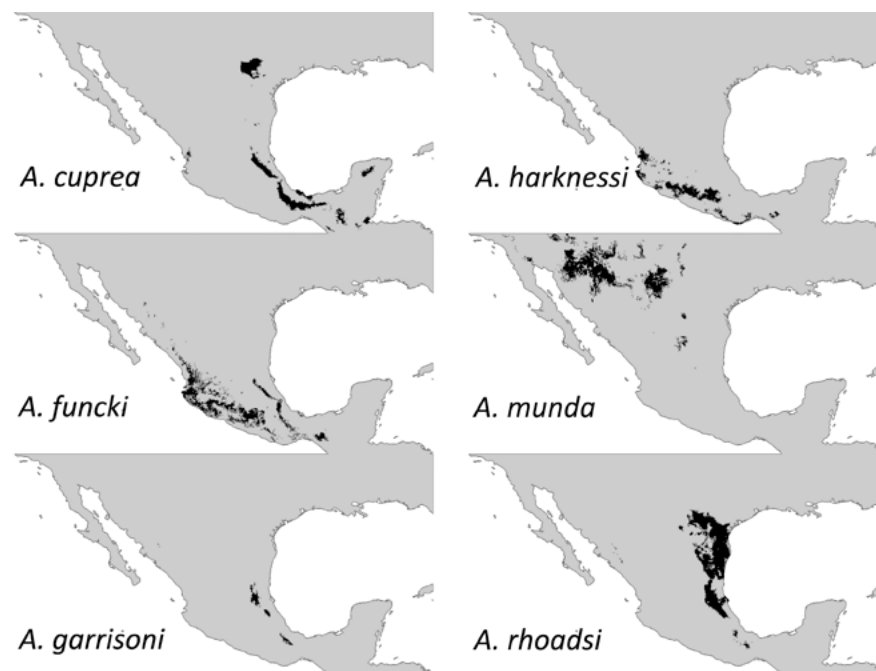 A. cuprea
A. harknessi
A. funcki
A. munda
A. garrisoni
A. rhoadsi